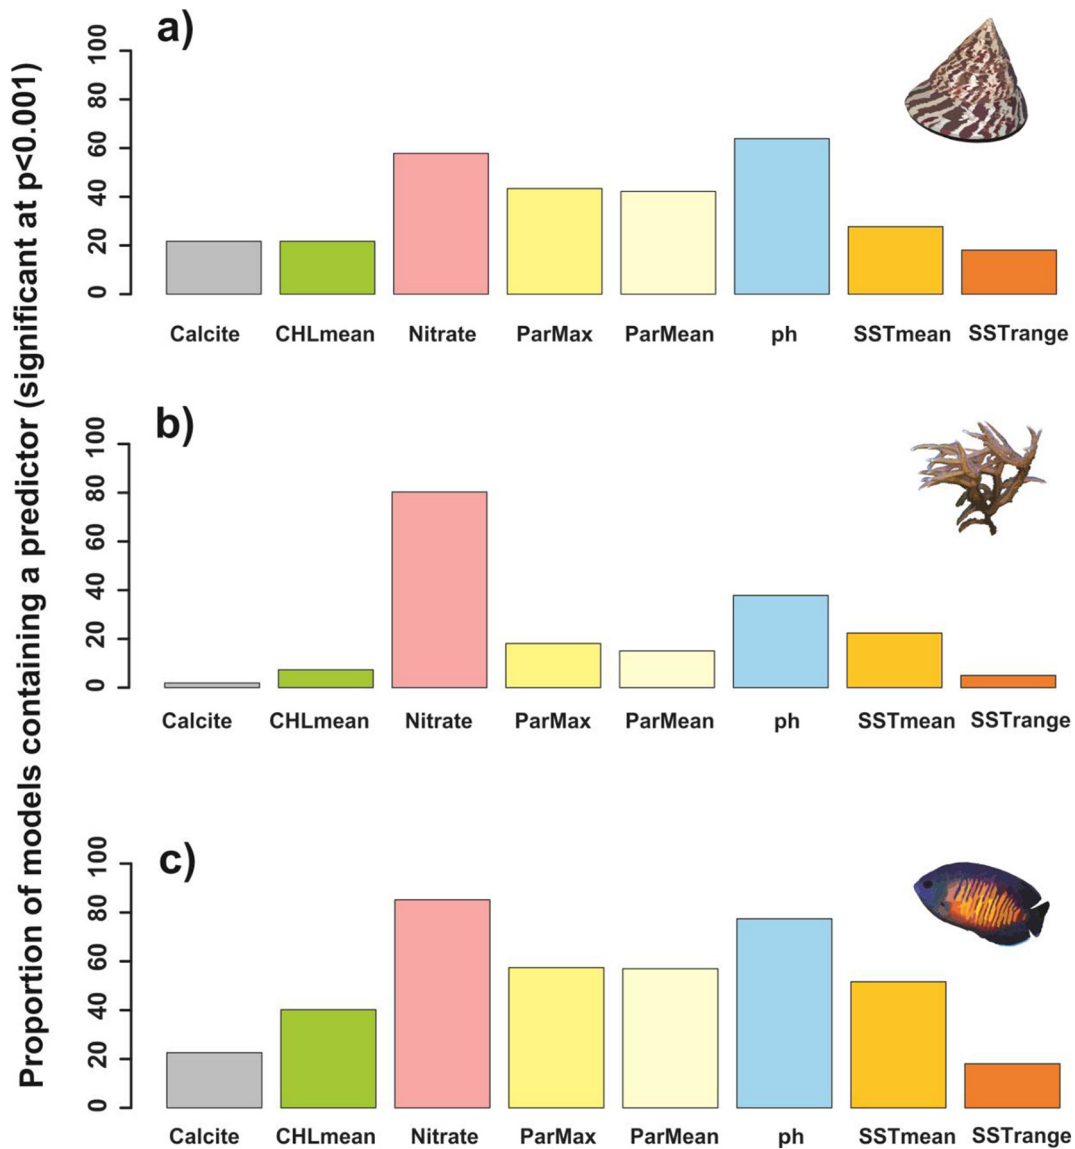 Proportion of models containing a predictor (significant at p<0.001)
a)
100
80
60
40
20
0
Calcite CHLmean Nitrate ParMax ParMean ph SSTmean SSTrange
b)
100
80
60
40
20
0
Calcite CHLmean Nitrate ParMax ParMean ph SSTmean SSTrange
c)
100
80
60
40
20
0
Calcite CHLmean Nitrate ParMax ParMean ph SSTmean SSTrange